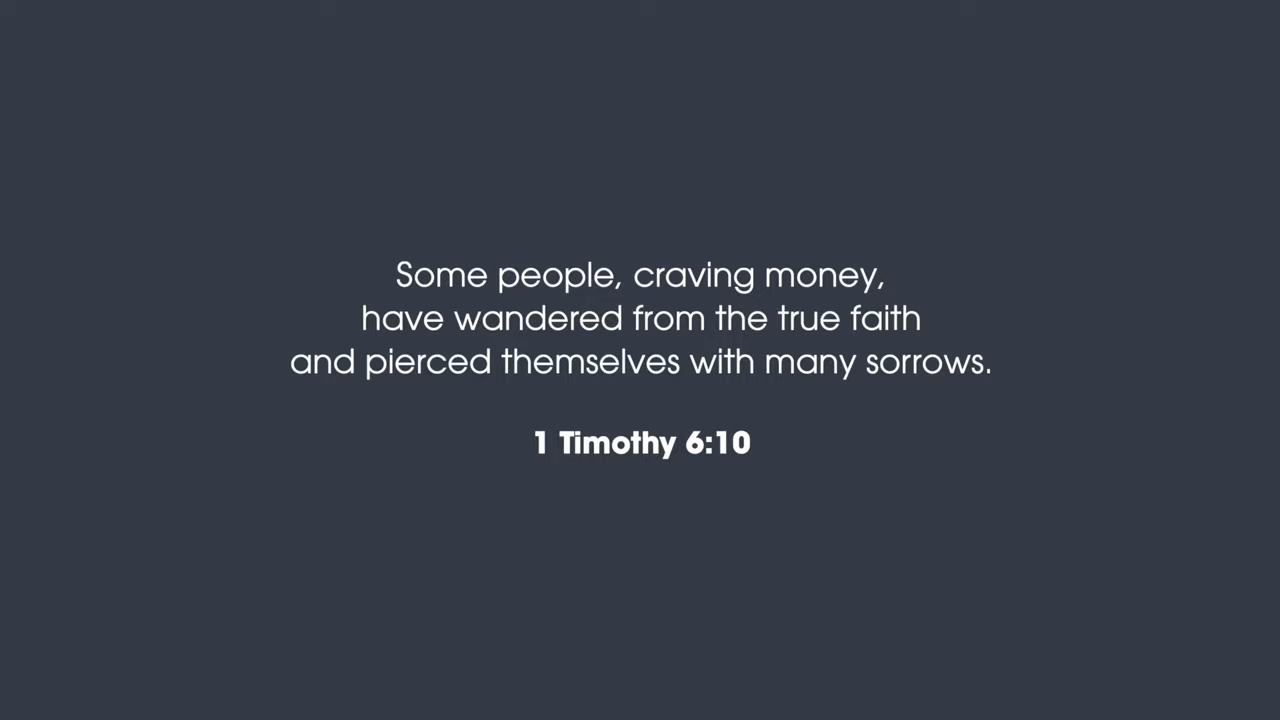 Some people, craving money,
have wandered from the true faith
and pierced themselves with many sorrows.
1 Timothy 6:10